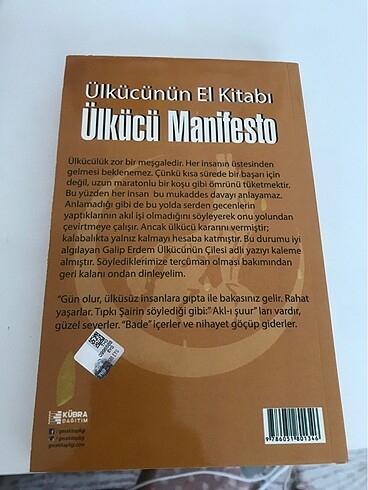 Ülkücünün El Kitabı
Ülkücü Manifesto
Ülkücülük zor bir meşgaledir. Her insanın üstesinden
gelmesi beklenemez. Çünkü kısa sürede bir başarı için
değil, uzun maratonlu bir koşu gibi ömrünü tüketmektir.
Bu yüzden her insan bu mukaddes davayı anlayamaz.
Anlamadığı gibi de bu yolda serden geçenlerin
yaptıklarının akıl işi olmadığını söyleyerek onu yolundan
çevirtmeye çalışır. Ancak ülkücü kararını vermiştir;
kalabalıkta yalnız kalmayı hesaba katmıştır. Bu durumu iyi
algılayan Galip Erdem Ülkücünün Çilesi adlı yazıyı kaleme
almıştır. Söylediklerimize tercüman olması bakımından
geri kalanı ondan dinleyelim.
"Gün olur, ülküsüz insanlara gıpta ile bakasınız gelir. Rahat
yaşarlar. Tıpkı Şairin söylediği gibi:" Akl-ı şuur" ları vardır,
güzel severler. "Bade" içerler ve nihayet göçüp giderler.
KÜBRA
DAĞITIM
9 786051 801346